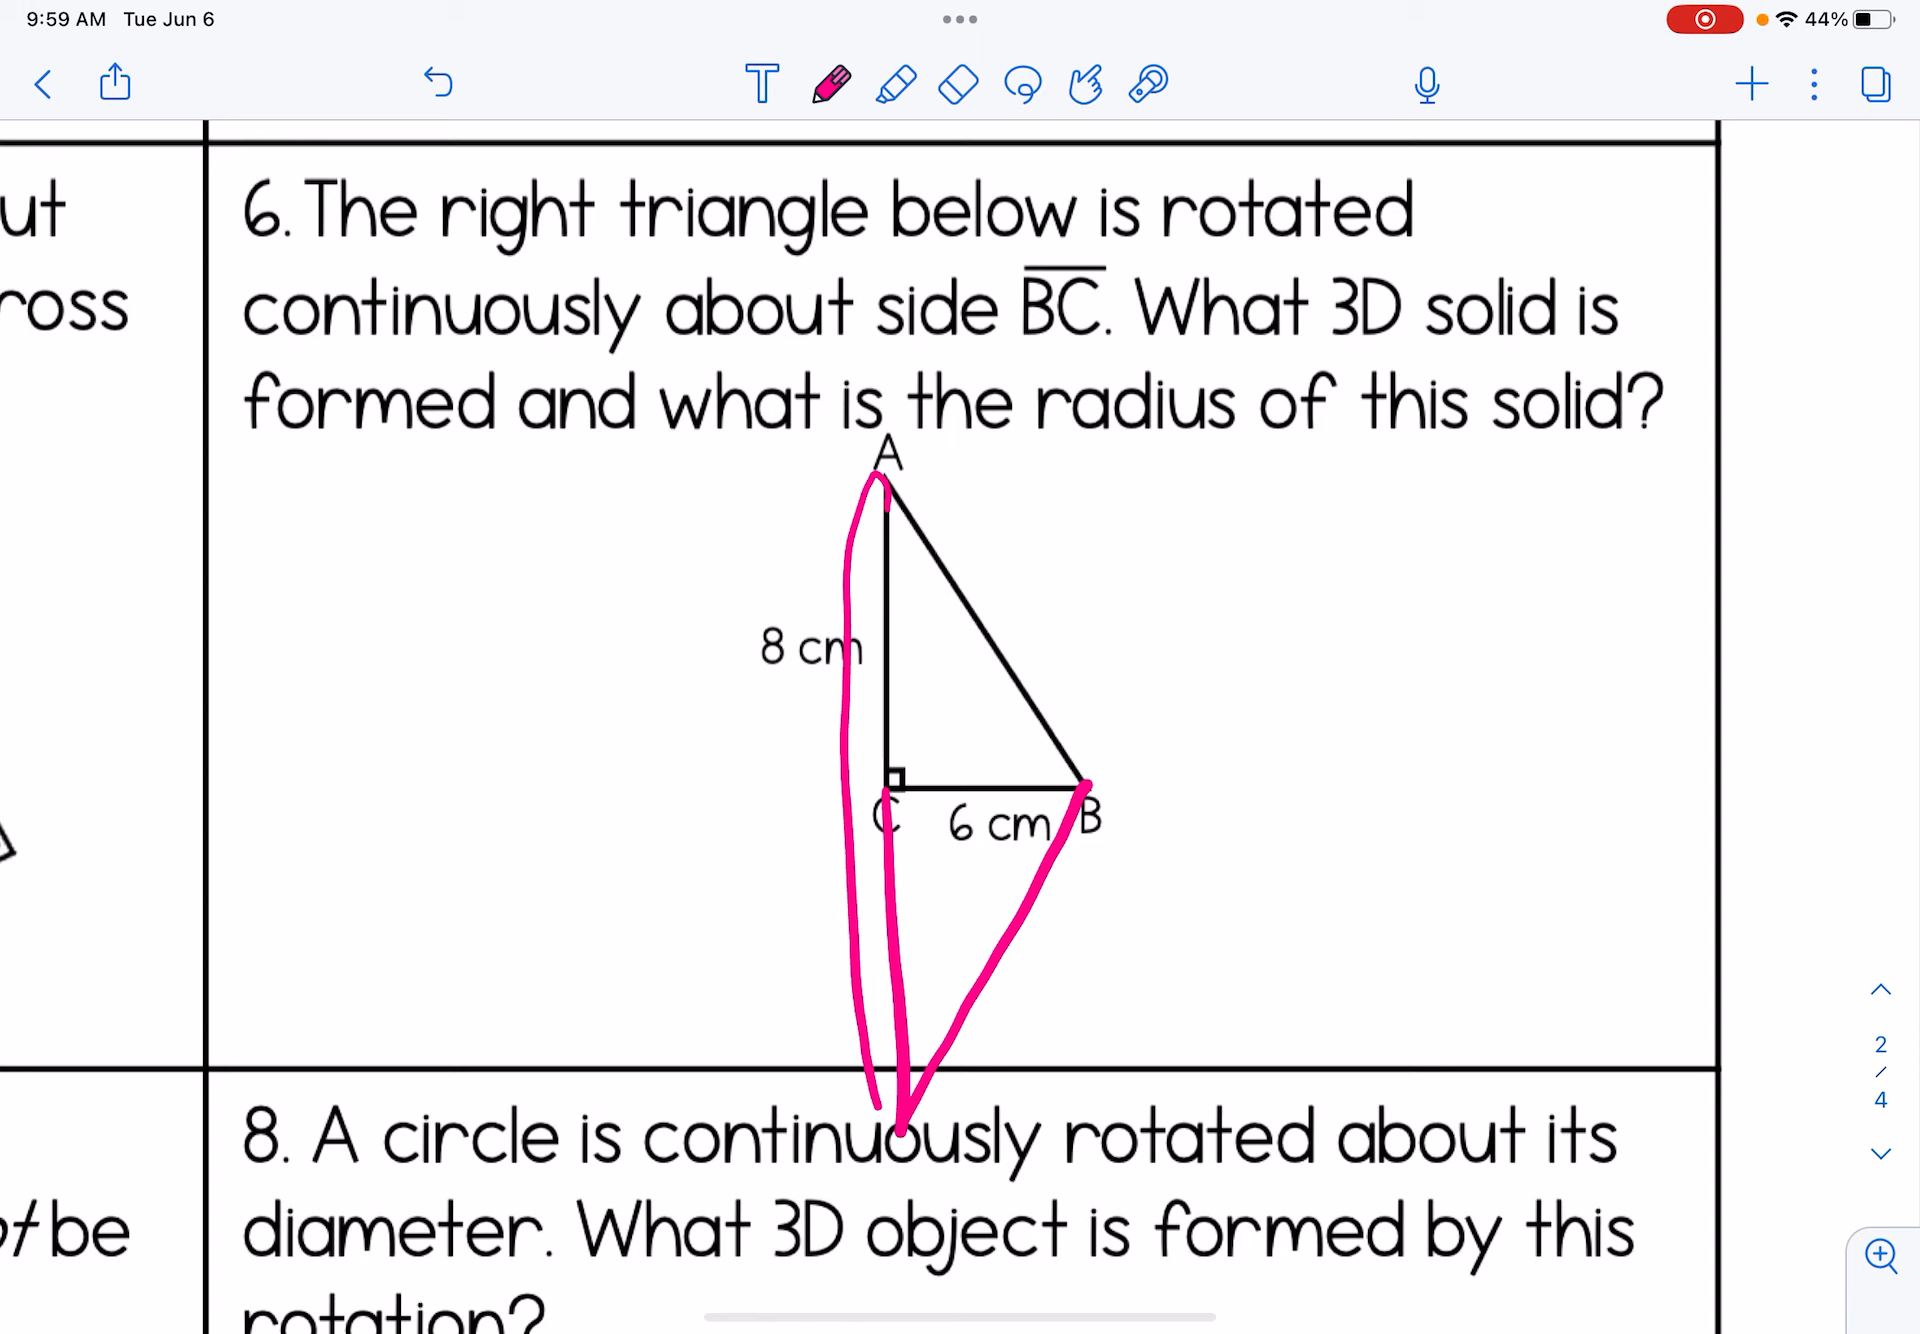 9:59 AM Tue Jun 6
44%
T
ut
ross
6. The right triangle below is rotated
continuously about side BC. What 3D solid is
formed and what is the radius of this solid?
A
8 cm
C 6 cm B
2
/
4
be
8. A circle is continuously rotated about its
diameter. What 3D object is formed by this
rotation?